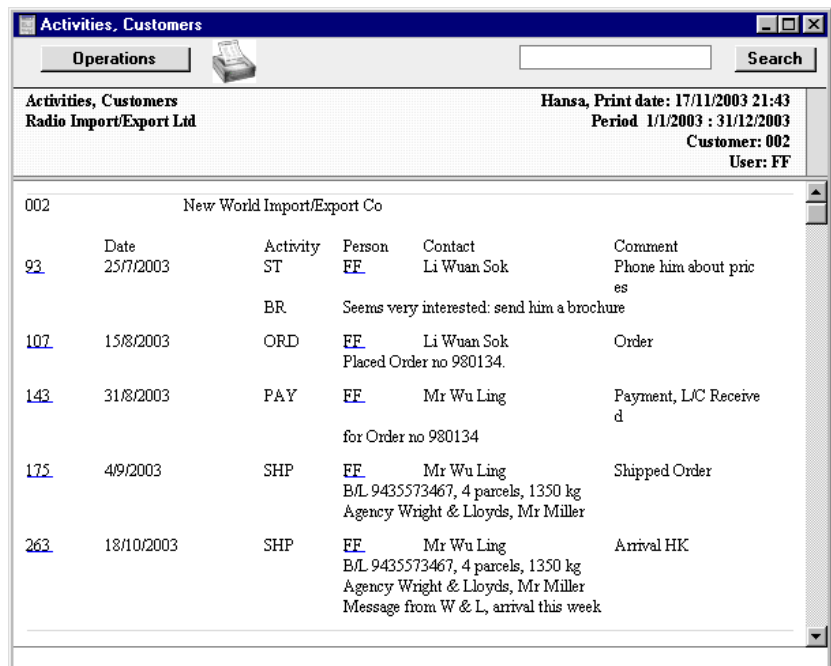 Activities, Customers
Operations
Search
Activities, Customers Hansa, Print date: 17/11/2003 21:43
Radio Import/Export Ltd Period 1/1/2003 : 31/12/2003
Customer: 002
User: FF
002 New World Import/Export Co
Date Activity Person Contact Comment
93 25/7/2003 ST FF Li Wuan Sok Phone him about pric
es
BR Seems very interested: send him a brochure
107 15/8/2003 ORD FF Li Wuan Sok Order
Placed Order no 980134.
143 31/8/2003 PAY FF Mr Wu Ling Payment, L/C Receive
d
for Order no 980134
175 4/9/2003 SHP FF Mr Wu Ling Shipped Order
B/L 9435573467, 4 parcels, 1350 kg
Agency Wright & Lloyds, Mr Miller
263 18/10/2003 SHP FF Mr Wu Ling Arrival HK
B/L 9435573467, 4 parcels, 1350 kg
Agency Wright & Lloyds, Mr Miller
Message from W & L, arrival this week